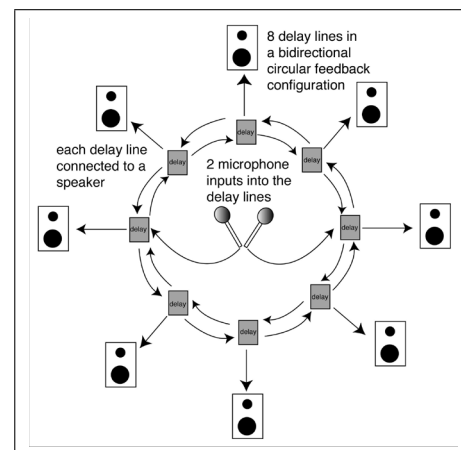 8 delay lines in
a bidirectional
circular feedback
configuration
each delay line
connected to a
speaker
2 microphone
inputs into the
delay lines
delay
delay
delay
delay
delay
delay
delay
delay